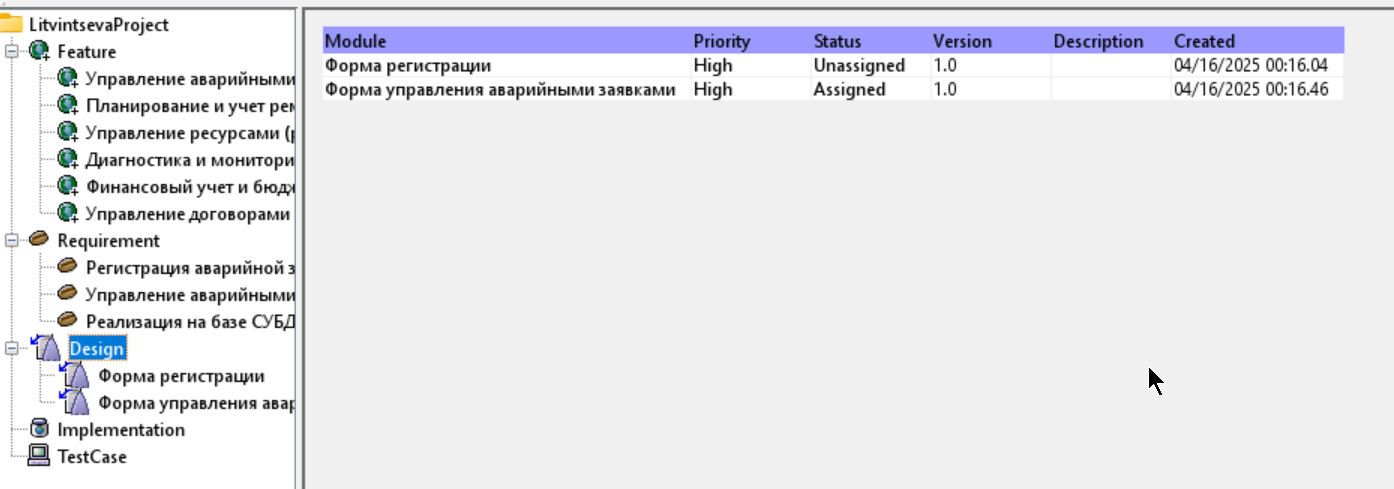 LitvintsevaProject
Feature
Управление аварийными
Планирование и учет рем
Управление ресурсами (р
Диагностика и монитори
Финансовый учет и бюдж
Управление договорами
Requirement
Регистрация аварийной з
Управление аварийными
Реализация на базе СУБД
Design
Форма регистрации
Форма управления авар
Implementation
TestCase
Module Priority Status Version Description Created
Форма регистрации High Unassigned 1.0 04/16/2025 00:16.04
Форма управления аварийными заявками High Assigned 1.0 04/16/2025 00:16.46